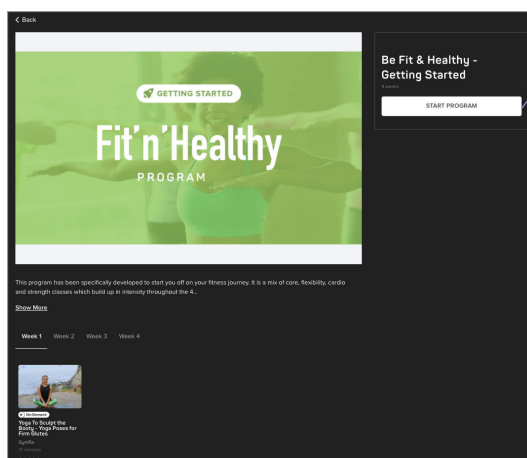 Back
GETTING STARTED
Fit'n'Healthy
PROGRAM
Be Fit & Healthy -
Getting Started
4 weeks
START PROGRAM
This program has been specifically developed to start you off on your fitness journey. It is a mix of core, flexibility, cardio
and strength classes which build up in intensity throughout the 4...
Show More
Week 1 Week 2 Week 3 Week 4
On Demand
Yoga To Sculpt the
Booty - Yoga Poses for
Firm Glutes
GymRa